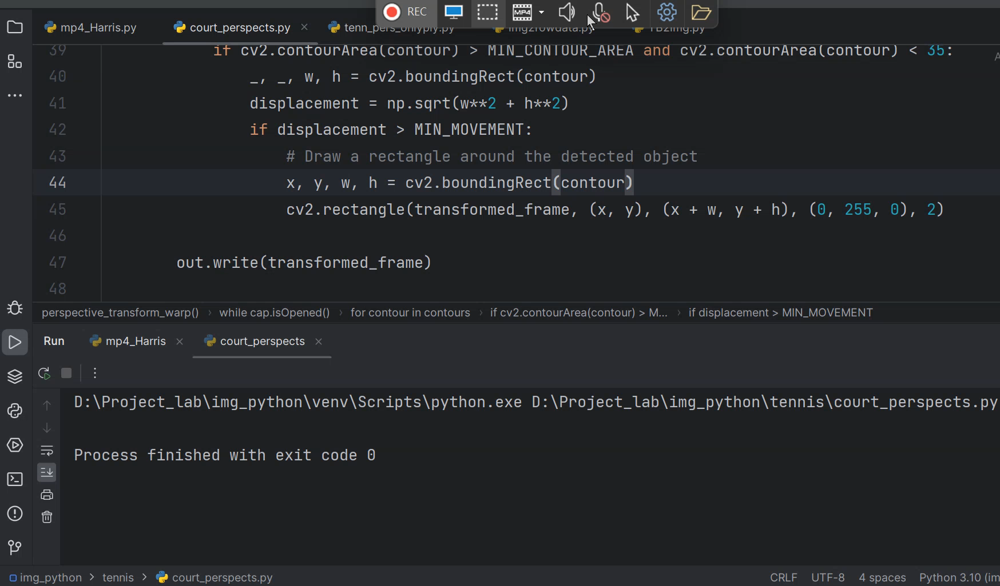 REC
MP4
mp4_Harris.py court_perspects.py tenn_pers_onlyply.py img2rowdata.py YB2img.py
39 if cv2.contourArea(contour) > MIN_CONTOUR_AREA and cv2.contourArea(contour) < 35:
40 _, _, w, h = cv2.boundingRect(contour)
41 displacement = np.sqrt(w**2 + h**2)
42 if displacement > MIN_MOVEMENT:
43 # Draw a rectangle around the detected object
44 x, y, w, h = cv2.boundingRect(contour)
45 cv2.rectangle(transformed_frame, (x, y), (x + w, y + h), (0, 255, 0), 2)
46
47 out.write(transformed_frame)
48
perspective_transform_warp() › while cap.isOpened() › for contour in contours › if cv2.contourArea(contour) > M... › if displacement > MIN_MOVEMENT
Run mp4_Harris court_perspects
D:\Project_lab\img_python\venv\Scripts\python.exe D:\Project_lab\img_python\tennis\court_perspects.py
Process finished with exit code 0
img_python > tennis > court_perspects.py CRLF UTF-8 4 spaces Python 3.10 (im